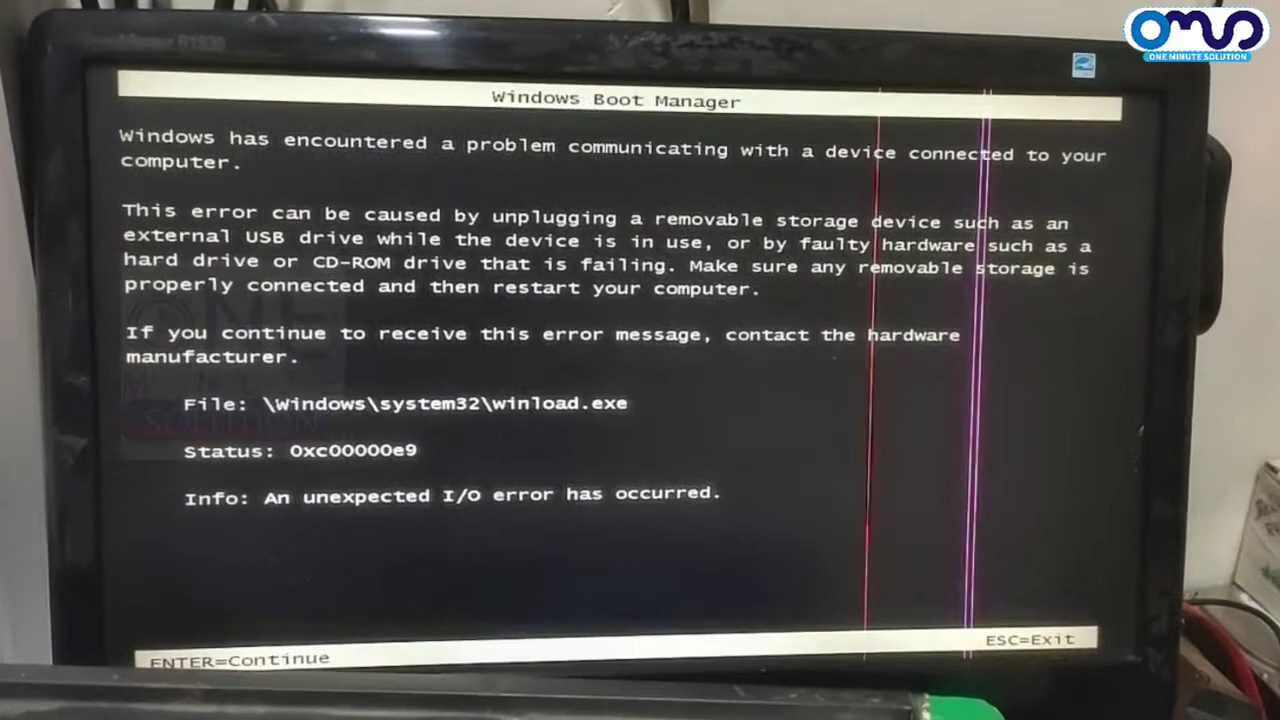 OMUS
ONE MINUTE SOLUTION
Windows Boot Manager
Windows has encountered a problem communicating with a device connected to your
computer.
This error can be caused by unplugging a removable storage device such as an
external USB drive while the device is in use, or by faulty hardware such as a
hard drive or CD-ROM drive that is failing. Make sure any removable storage is
properly connected and then restart your computer.
If you continue to receive this error message, contact the hardware
manufacturer.
File: \Windows\system32\winload.exe
Status: 0xc00000e9
Info: An unexpected I/O error has occurred.
ENTER=Continue
ESC=Exit